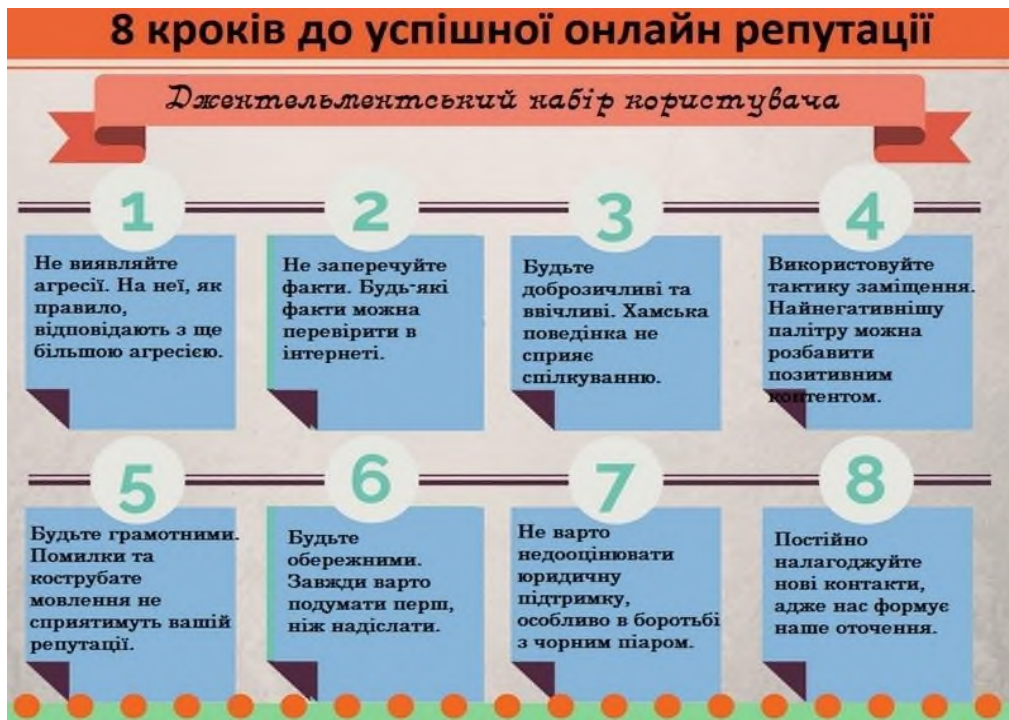 8 кроків до успішної онлайн репутації
Джентельментський набір користувача
1
Не виявляйте
агресії. На неї, як
правило,
відповідають з ще
більшою агресією.
2
Не заперечуйте
факти. Будь-які
факти можна
перевірити в
інтернеті.
3
Будьте
доброзичливі та
ввічливі. Хамська
поведінка не
сприяє
спілкуванню.
4
Використовуйте
тактику заміщення.
Найнегативнішу
палітру можна
розбавити
позитивним
контентом.
5
Будьте грамотними.
Помилки та
кострубате
мовлення не
сприятимуть вашій
репутації.
6
Будьте
обережними.
Завжди варто
подумати перш,
ніж надіслати.
7
Не варто
недооцінювати
юридичну
підтримку,
особливо в боротьбі
з чорним піаром.
8
Постійно
налагоджуйте
нові контакти,
адже нас формує
наше оточення.